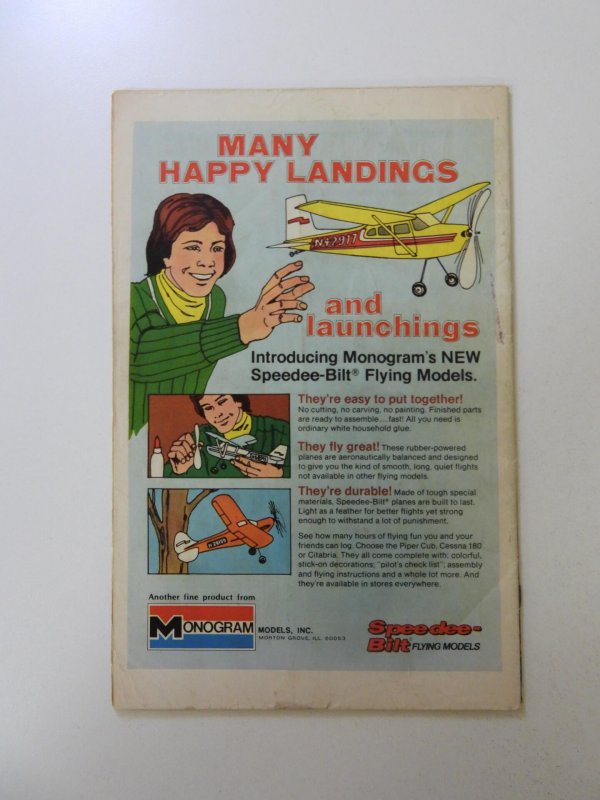 MANY
HAPPY LANDINGS
N42917
and
launchings
Introducing Monogram's NEW
Speedee-Bilt® Flying Models.
They're easy to put together!
No cutting, no carving, no painting. Finished parts
are ready to assemble...fast! All you need is
ordinary white household glue.
They fly great! These rubber-powered
planes are aeronautically balanced and designed
to give you the kind of smooth, long, quiet flights
not available in other flying models.
They're durable! Made of tough special
materials, Speedee-Bilt® planes are built to last.
Light as a feather for better flights yet strong
enough to withstand a lot of punishment.
See how many hours of flying fun you and your
friends can log. Choose the Piper Cub, Cessna 180
or Citabria. They all come complete with; colorful,
stick-on decorations; "pilot's check list"; assembly
and flying instructions and a whole lot more. And
they're available in stores everywhere.
Another fine product from
MONOGRAM MODELS, INC.
MORTON GROVE, ILL. 60053
Speedee-
Bilt FLYING MODELS